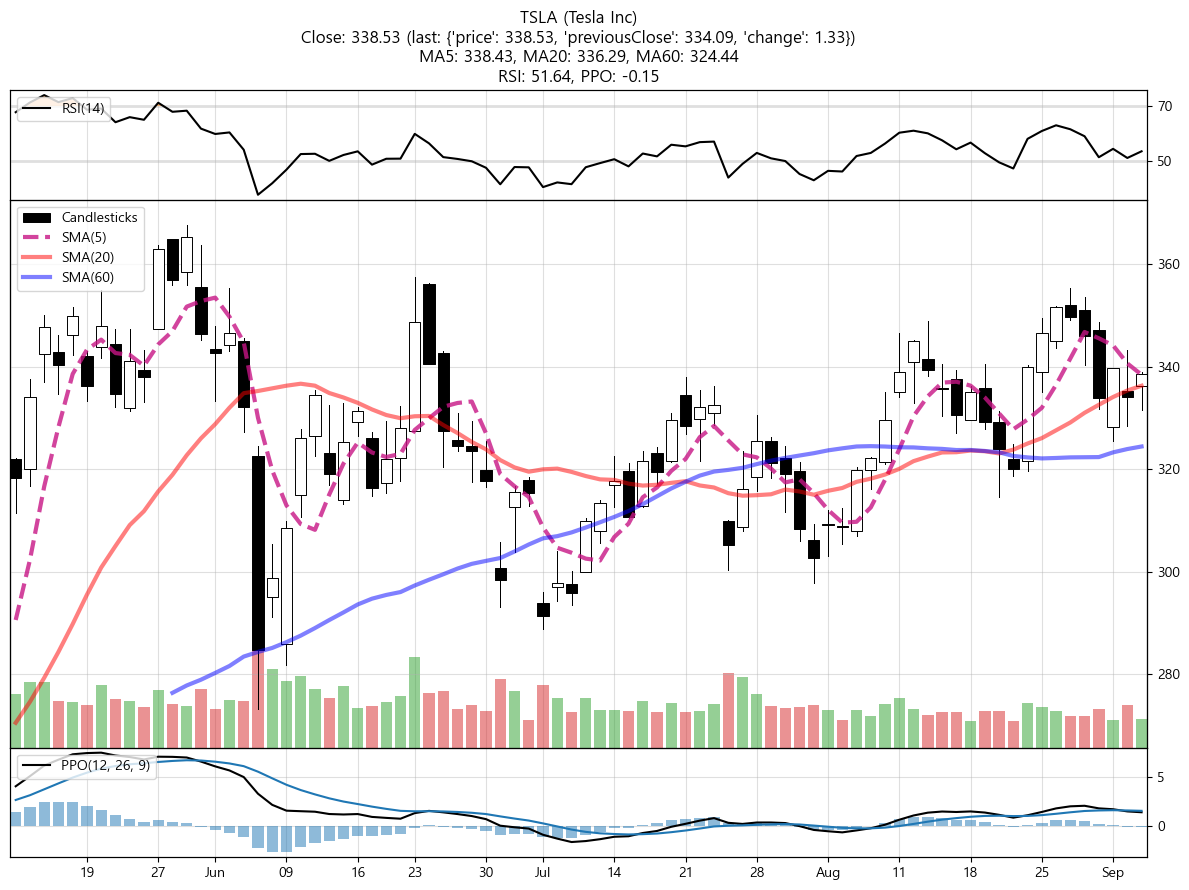 TSLA (Tesla Inc)
Close: 338.53 (last: {'price': 338.53, 'previousClose': 334.09, 'change': 1.33})
MA5: 338.43, MA20: 336.29, MA60: 324.44
RSI: 51.64, PPO: -0.15
RSI(14)
70
50
Candlesticks
SMA(5)
SMA(20)
SMA(60)
360
340
320
300
280
PPO(12, 26, 9)
5
0
19 27 Jun 09 16 23 30 Jul 14 21 28 Aug 11 18 25 Sep